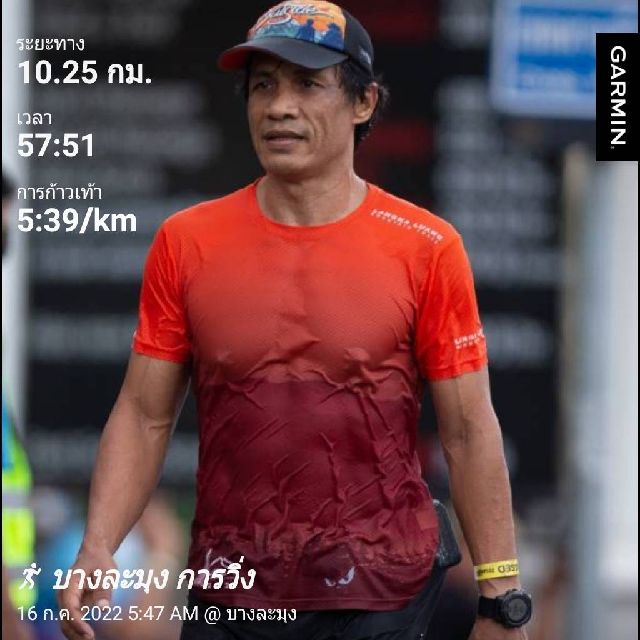 ระยะทาง
10.25 กม.
เวลา
57:51
การก้าวเท้า
5:39/km
GARMIN
บางละมุง การวิ่ง
16 ก.ค. 2022 5:47 AM @ บางละมุง